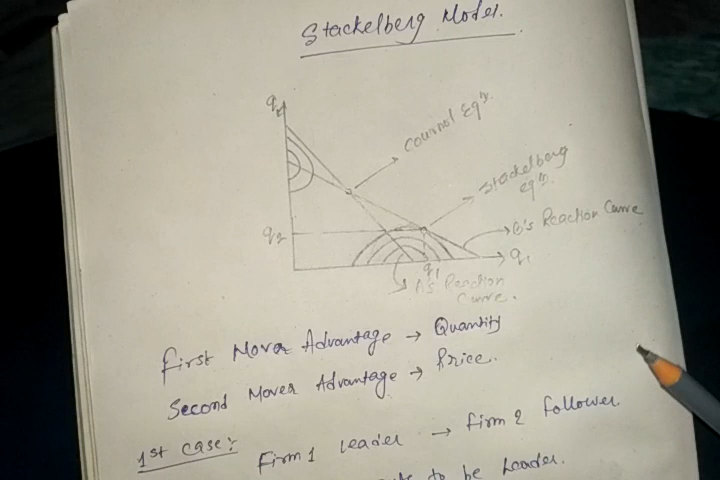 Stackelberg Model.
q2
Cournot Eqm.
Stackelberg
eqm.
B's Reaction Curve
q2
q1
q1
A's Reaction
Curve.
First Mover Advantage → Quantity
Second Mover Advantage → Price.
1st case:
Firm 1 leader → firm 2 follower
to be leader.